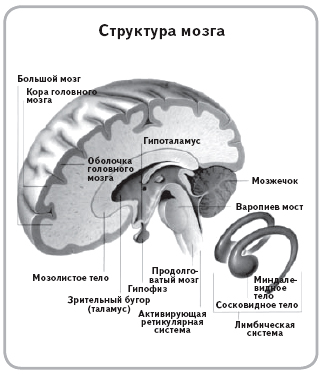 Структура мозга
Большой мозг
Кора головного
мозга
Гипоталамус
Оболочка
головного
мозга
Мозжечок
Варолиев мост
Мозолистое тело
Продолго-
ватый мозг
Миндале-
видное
тело
Гипофиз
Зрительный бугор
(таламус)
Сосковидное тело
Активирующая
ретикулярная
система
Лимбическая
система